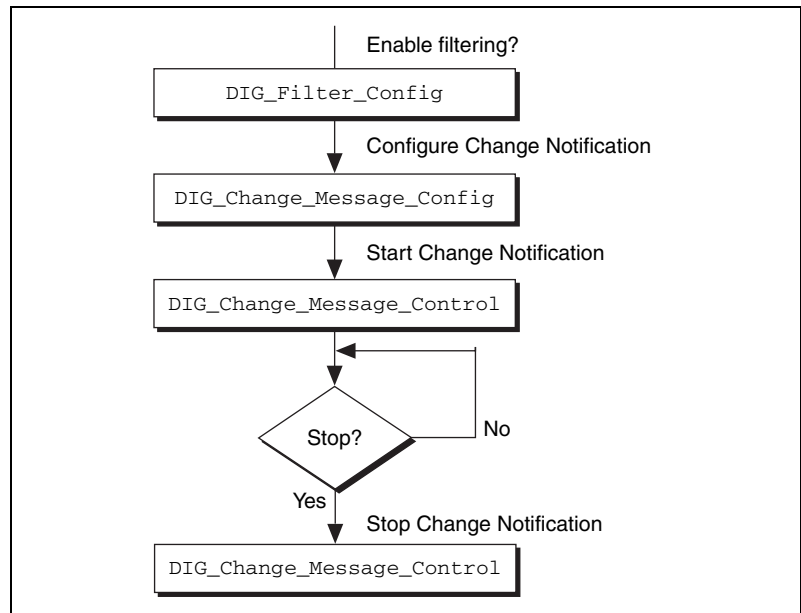 Enable filtering?
DIG_Filter_Config
Configure Change Notification
DIG_Change_Message_Config
Start Change Notification
DIG_Change_Message_Control
Stop?
No
Yes
Stop Change Notification
DIG_Change_Message_Control